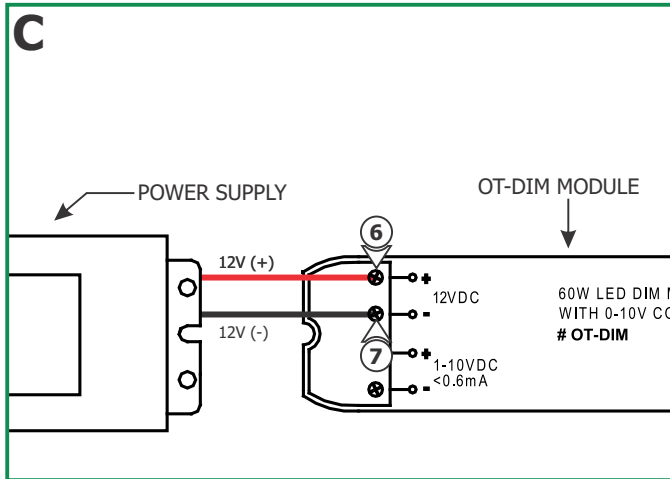 C
POWER SUPPLY
OT-DIM MODULE
6
12V (+)
+
12VDC
-
12V (-)
7
+
1-10VDC
<0.6mA
-
60W LED DIM
WITH 0-10V
# OT-DIM